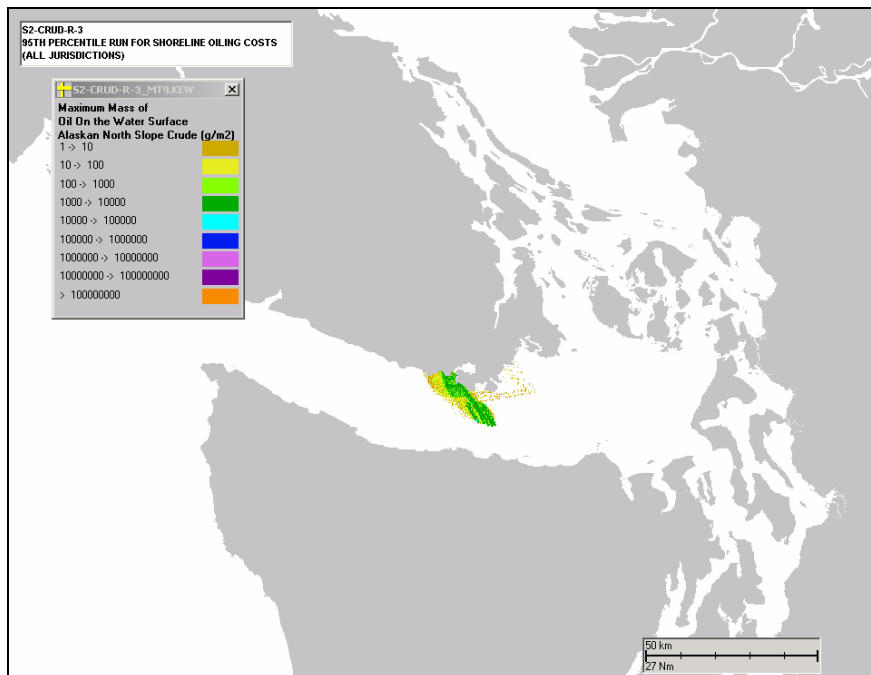 S2-CRUD-R-3
95TH PERCENTILE RUN FOR SHORELINE OILING COSTS
(ALL JURISDICTIONS)
S2-CRUD-R-3_MT9.KEW
Maximum Mass of
Oil On the Water Surface
Alaskan North Slope Crude (g/m2)
1 -> 10
10 -> 100
100 -> 1000
1000 -> 10000
10000 -> 100000
100000 -> 1000000
1000000 -> 10000000
10000000 -> 100000000
> 100000000
50 km
27 Nm